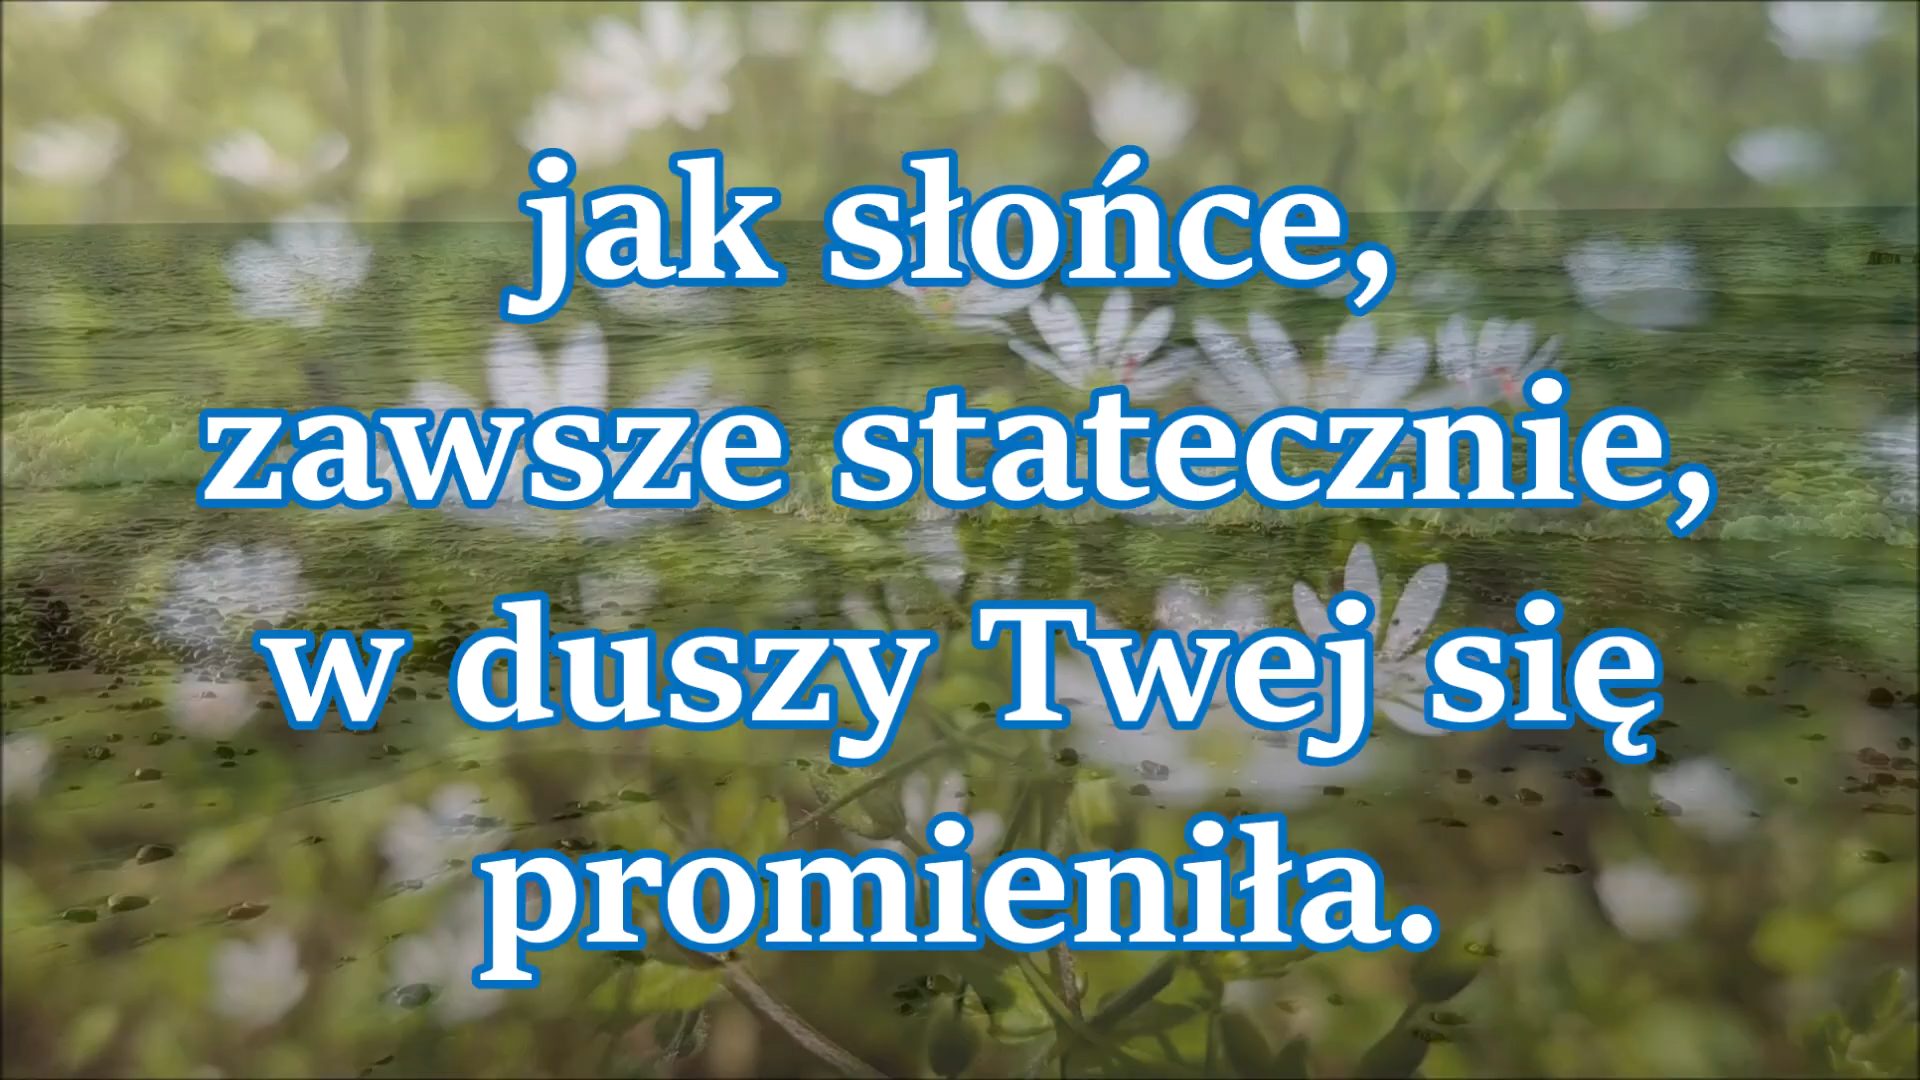 jak słońce,
zawsze statecznie,
w duszy Twej się
promieniła.